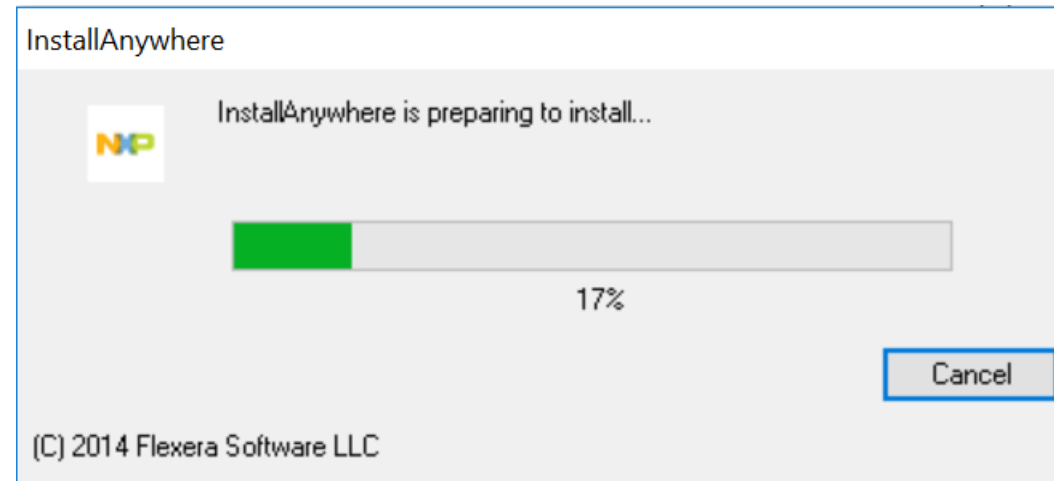 InstallAnywhere
InstallAnywhere is preparing to install...
NXP
17%
Cancel
(C) 2014 Flexera Software LLC